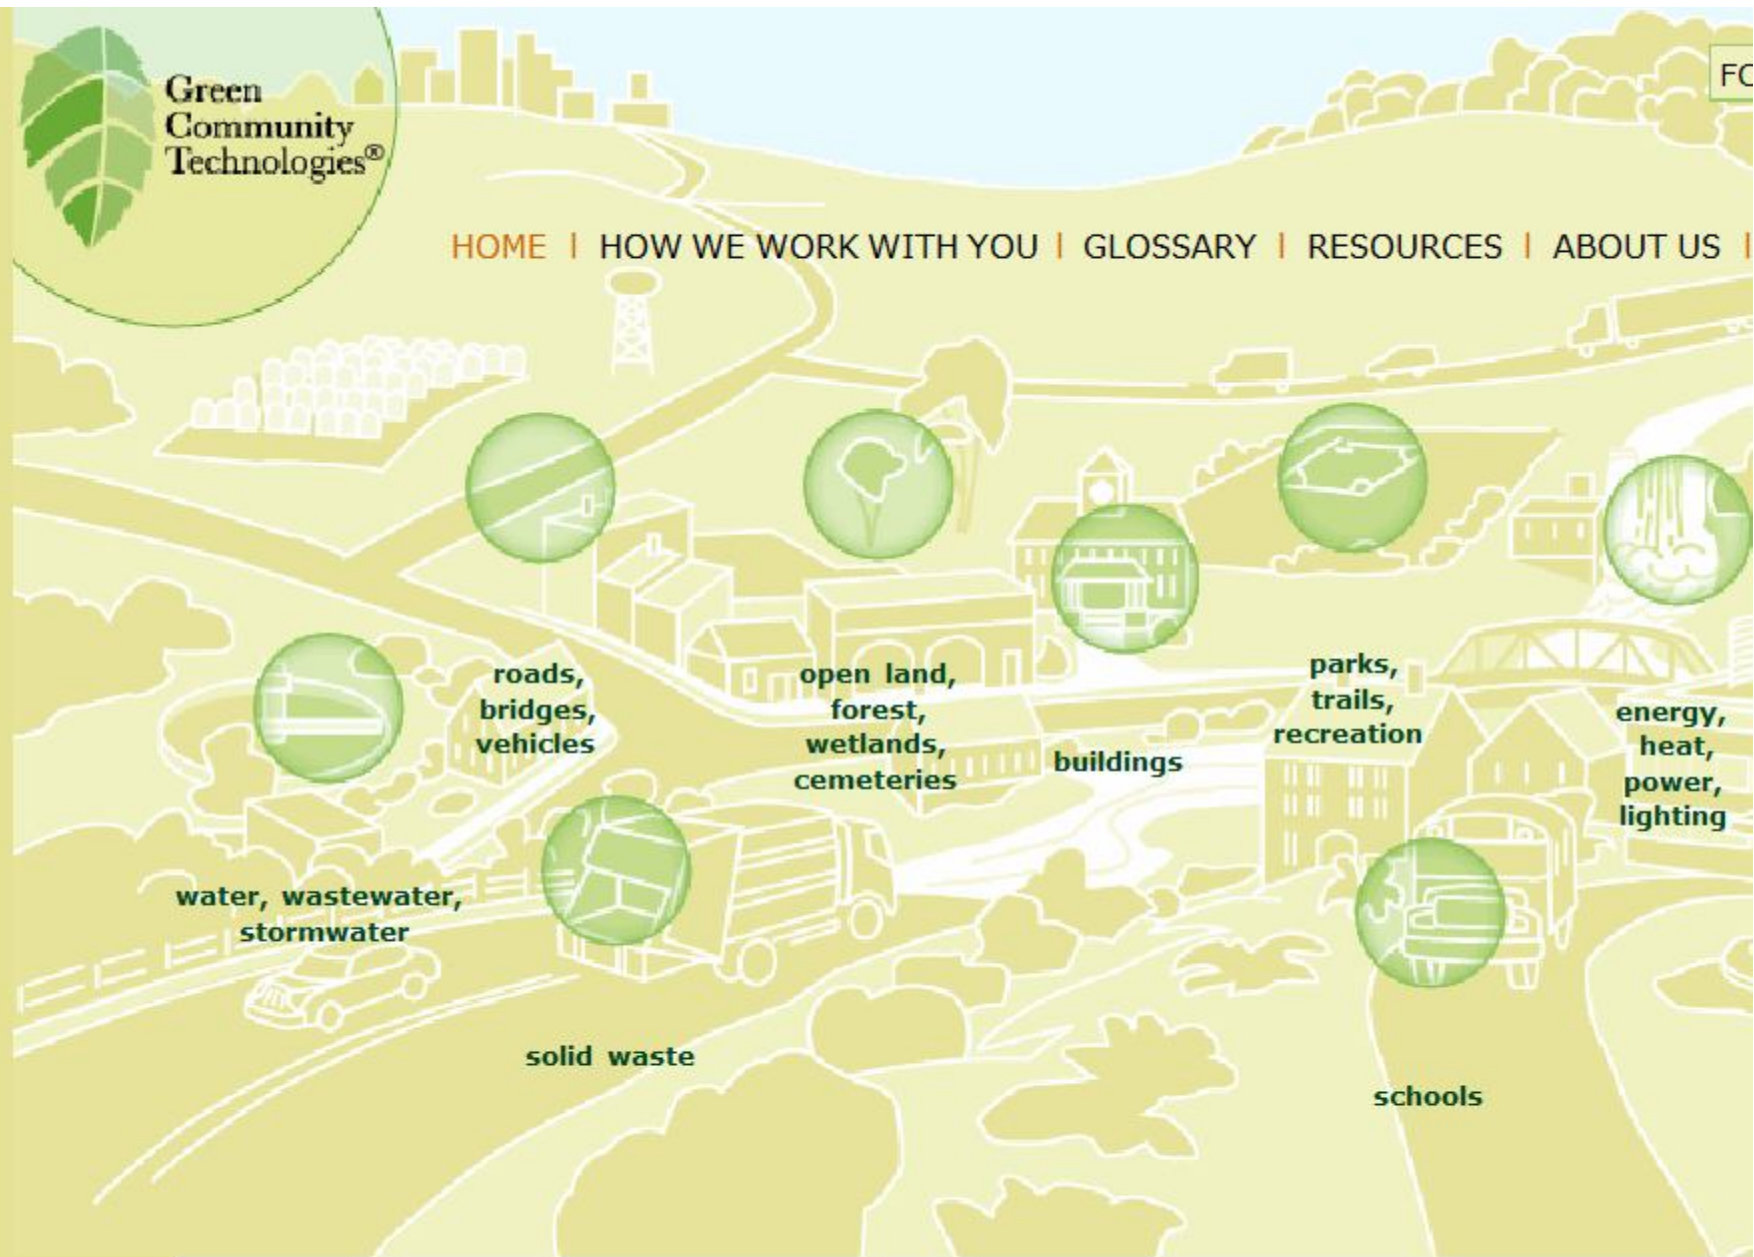 Green
Community
Technologies®
HOME | HOW WE WORK WITH YOU | GLOSSARY | RESOURCES | ABOUT US |
roads,
bridges,
vehicles
open land,
forest,
wetlands,
cemeteries
buildings
parks,
trails,
recreation
energy,
heat,
power,
lighting
water, wastewater,
stormwater
solid waste
schools